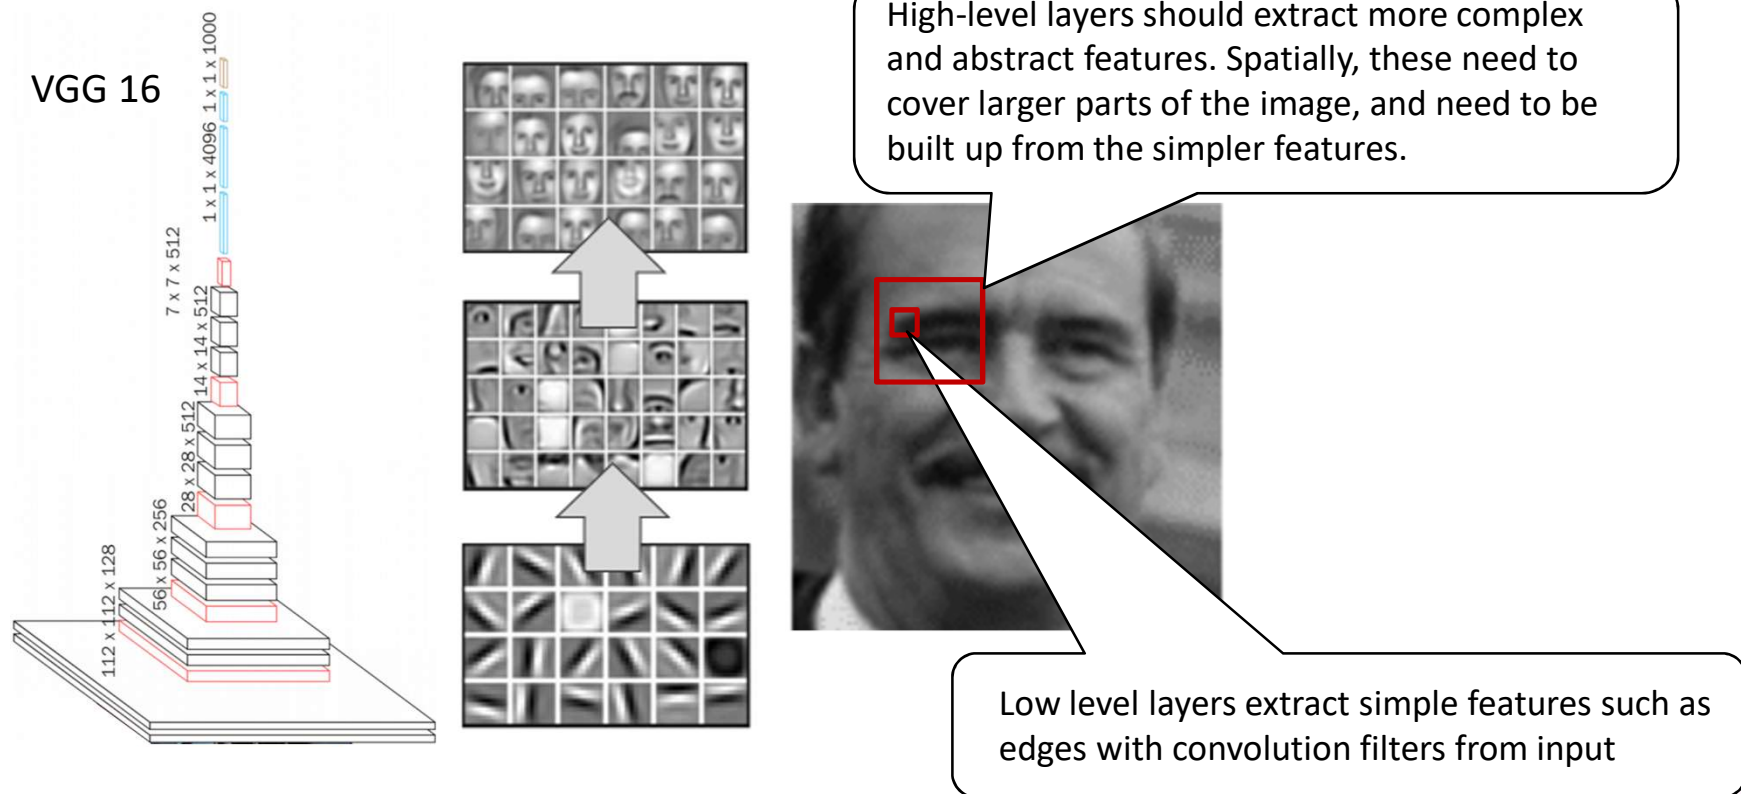 VGG 16
1 x 1 x 1000
1 x 1 x 4096
7 x 7 x 512
14 x 14 x 512
28 x 28 x 512
56 x 56 x 256
112 x 112 x 128
High-level layers should extract more complex
and abstract features. Spatially, these need to
cover larger parts of the image, and need to be
built up from the simpler features.
Low level layers extract simple features such as
edges with convolution filters from input